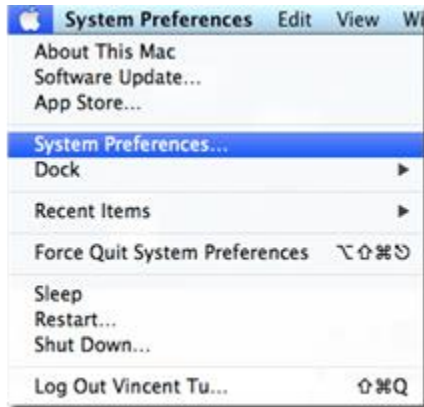 System Preferences Edit View Wi
About This Mac
Software Update...
App Store...
System Preferences...
Dock
Recent Items
Force Quit System Preferences ⌥⇧⌘⎋
Sleep
Restart...
Shut Down...
Log Out Vincent Tu... ⇧⌘Q